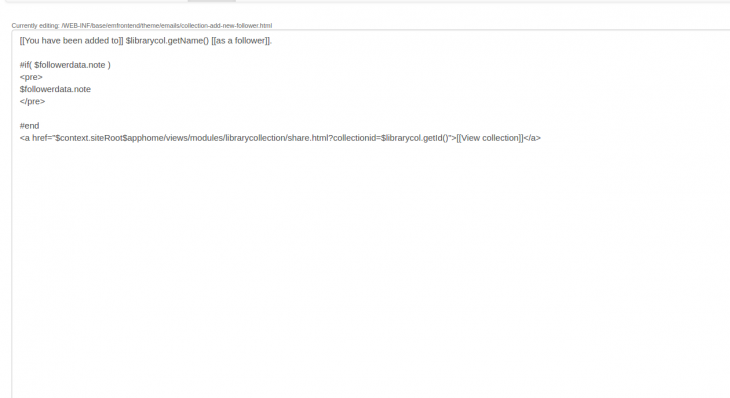 Currently editing: /WEB-INF/base/emfrontend/theme/emails/collection-add-new-follower.html
[[You have been added to]] $librarycol.getName() [[as a follower]].
#if( $followerdata.note )
<pre>
$followerdata.note
</pre>
#end
<a href="$context.siteRoot$apphome/views/modules/librarycollection/share.html?collectionid=$librarycol.getId()">[[View collection]]</a>